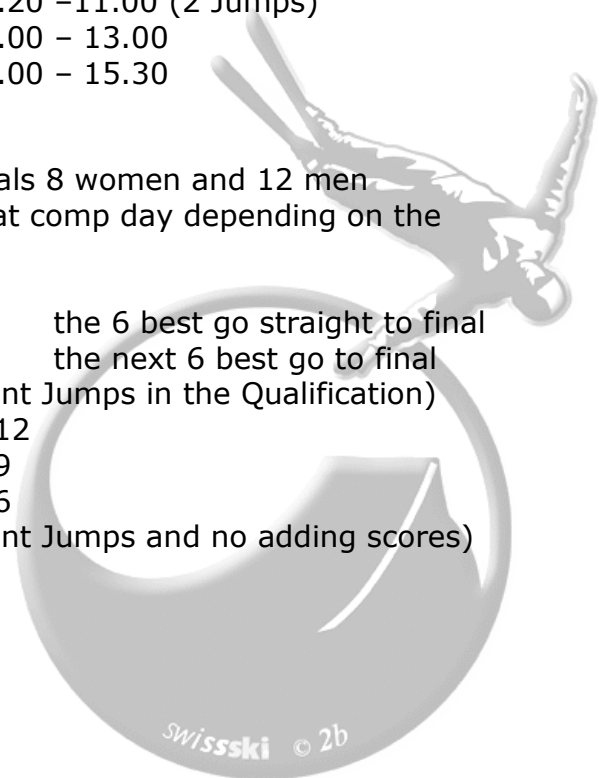 .20 –11.00 (2 Jumps)
.00 – 13.00
.00 – 15.30
als 8 women and 12 men
at comp day depending on the
the 6 best go straight to final
the next 6 best go to final
nt Jumps in the Qualification)
12
9
6
nt Jumps and no adding scores)
swissski © 2b